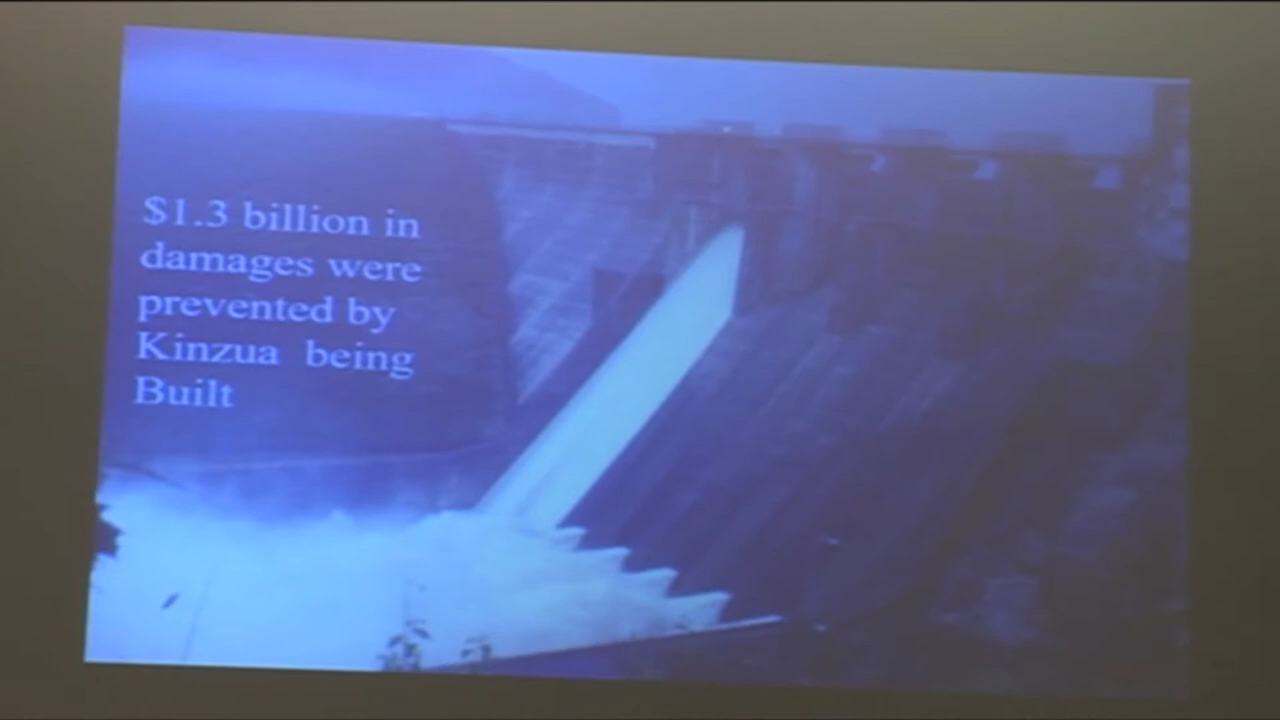 $1.3 billion in
damages were
prevented by
Kinzua being
Built